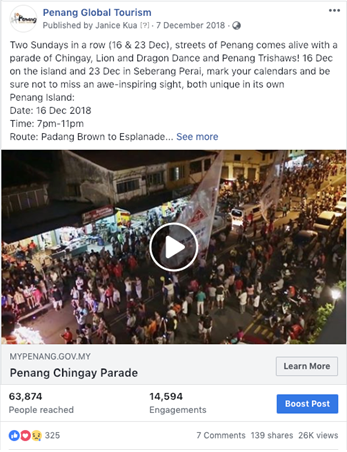 Penang Global Tourism
Published by Janice Kua [?] · 7 December 2018 ·
Two Sundays in a row (16 & 23 Dec), streets of Penang comes alive with a
parade of Chingay, Lion and Dragon Dance and Penang Trishaws! 16 Dec
on the island and 23 Dec in Seberang Perai, mark your calendars and be
sure not to miss an awe-inspiring sight, both unique in its own
Penang Island:
Date: 16 Dec 2018
Time: 7pm-11pm
Route: Padang Brown to Esplanade... See more
MYPENANG.GOV.MY
Penang Chingay Parade
Learn More
63,874 14,594
People reached Engagements
Boost Post
325 7 Comments 139 shares 26K views